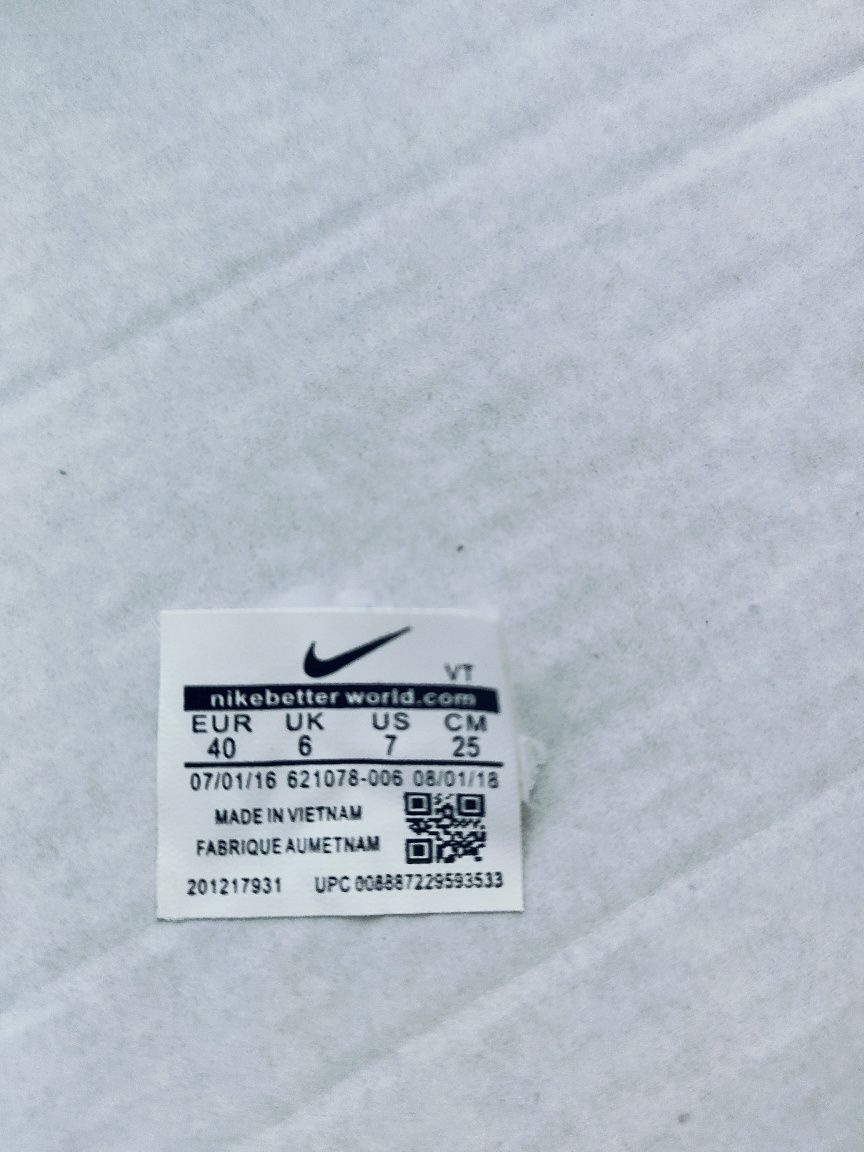 VT
nikebetterworld.com
EUR UK US CM
40 6 7 25
07/01/16 621078-006 08/01/18
MADE IN VIETNAM
FABRIQUE AUMETNAM
201217931 UPC 008887229593533